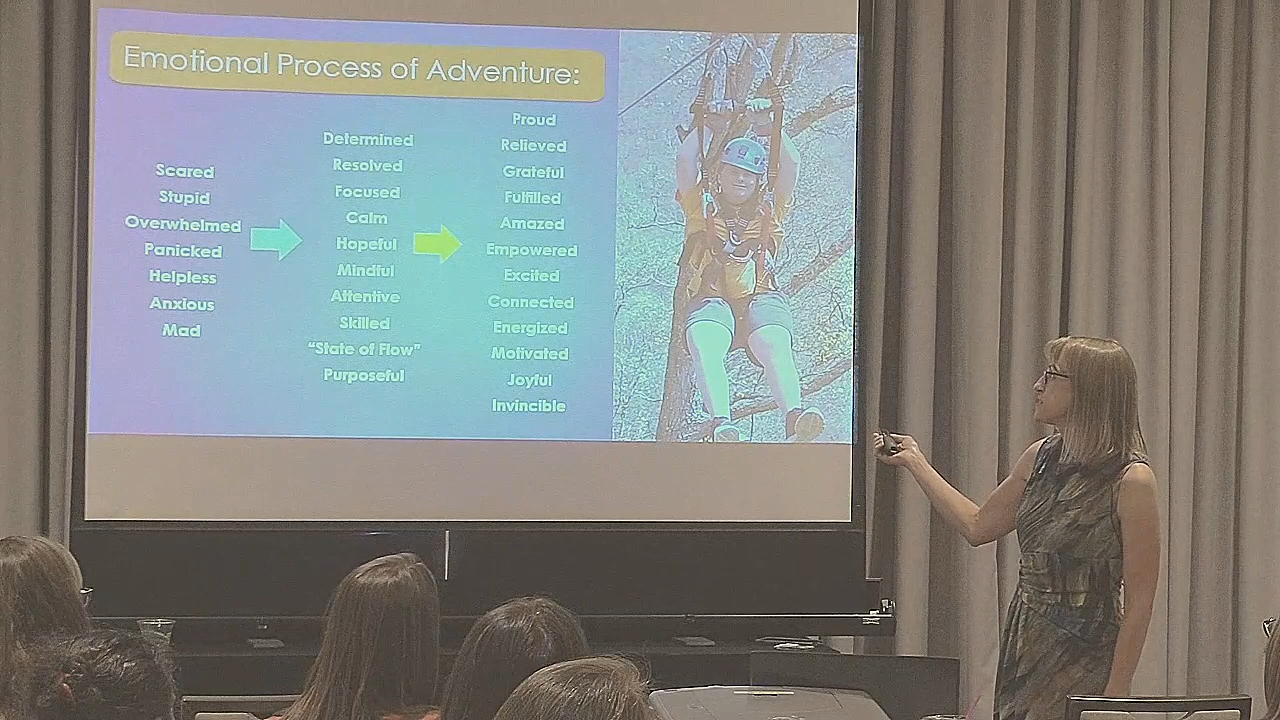 Emotional Process of Adventure:
Scared
Stupid
Overwhelmed
Panicked
Helpless
Anxious
Mad
Determined
Resolved
Focused
Calm
Hopeful
Mindful
Attentive
Skilled
“State of Flow”
Purposeful
Proud
Relieved
Grateful
Fulfilled
Amazed
Empowered
Excited
Connected
Energized
Motivated
Joyful
Invincible